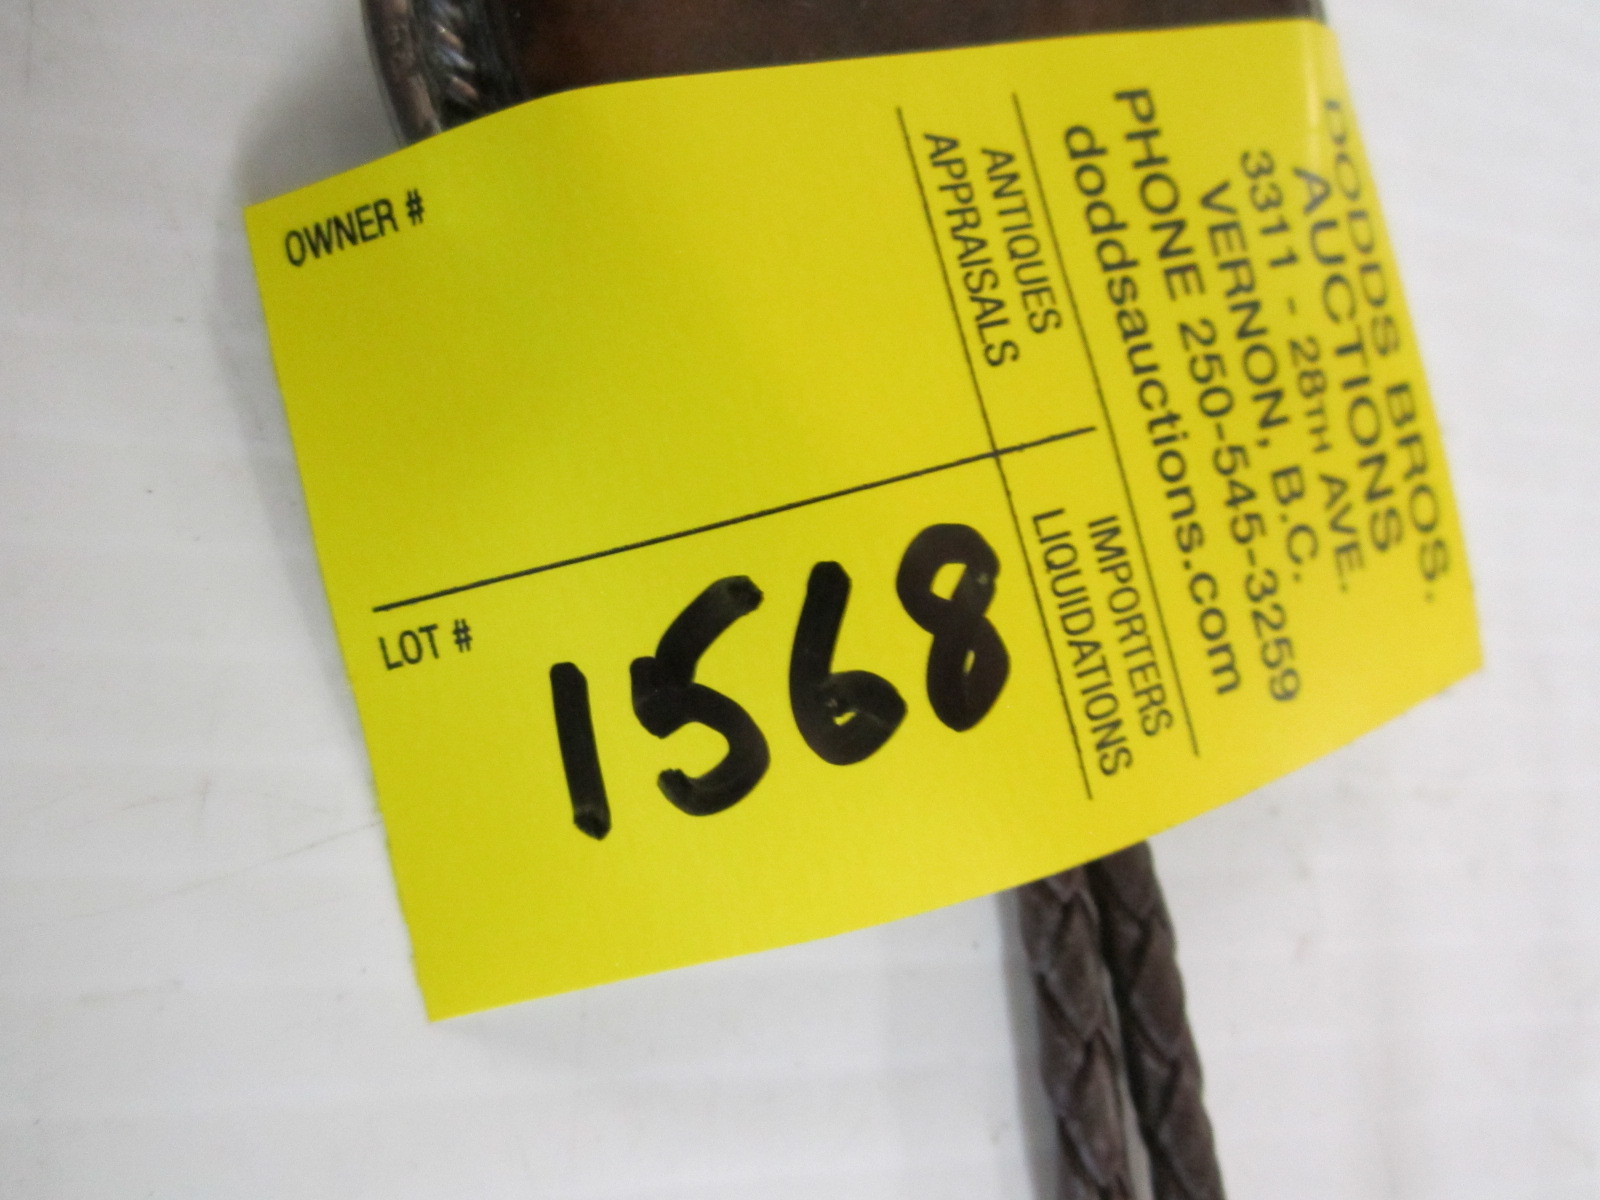 DODDS BROS.
AUCTIONS
3311 - 28TH AVE.
VERNON, B.C.
PHONE 250-545-3259
doddsauctions.com
ANTIQUES
APPRAISALS
IMPORTERS
LIQUIDATIONS
OWNER #
LOT #
1568